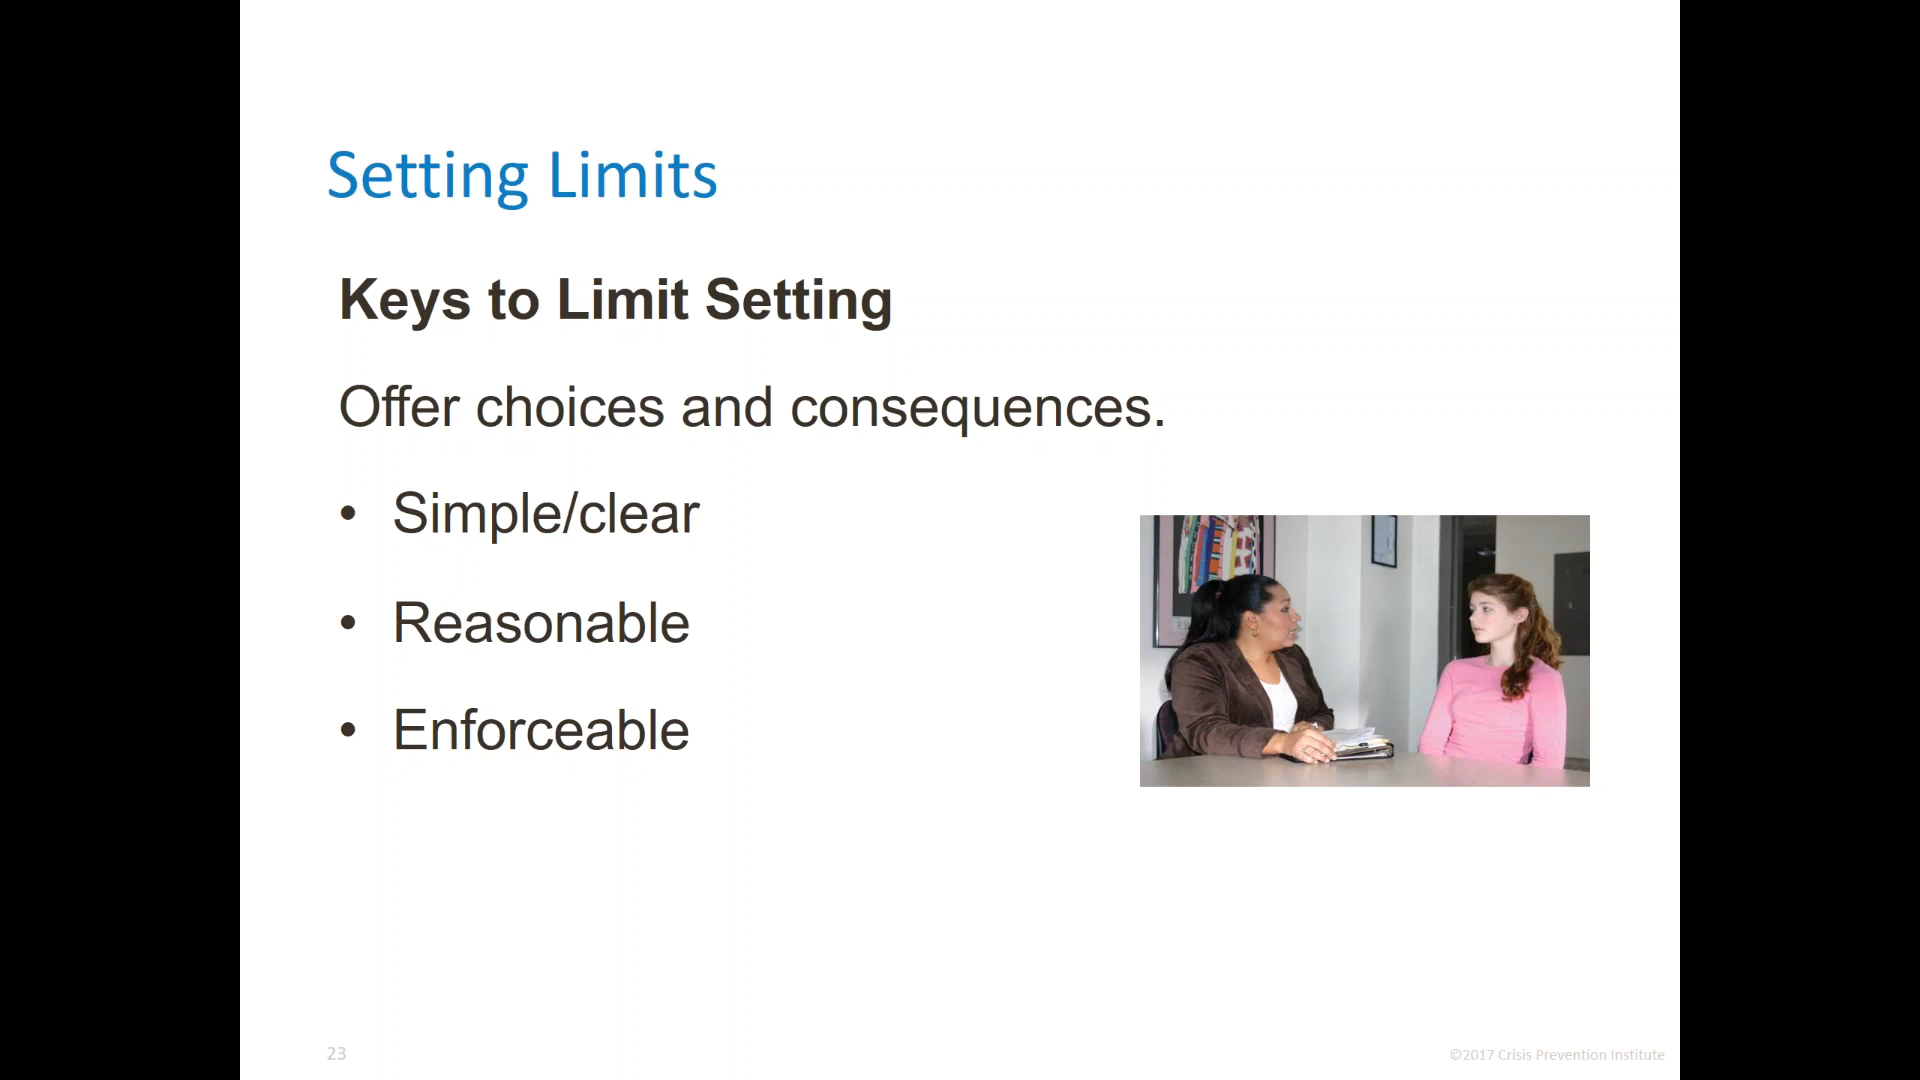 Setting Limits
Keys to Limit Setting
Offer choices and consequences.
• Simple/clear
• Reasonable
• Enforceable
23
©2017 Crisis Prevention Institute